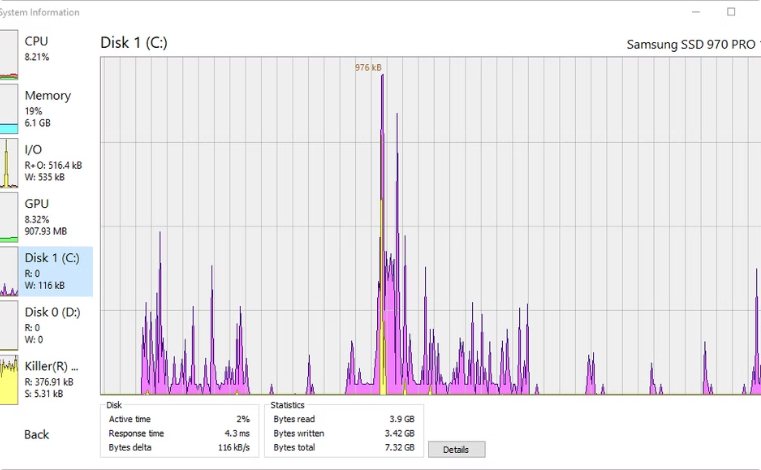 System Information
CPU
8.21%
Memory
19%
6.1 GB
I/O
R+O: 516.4 kB
W: 535 kB
GPU
8.32%
907.93 MB
Disk 1 (C:)
R: 0
W: 116 kB
Disk 0 (D:)
R: 0
W: 0
Killer(R) ...
R: 376.91 kB
S: 5.31 kB
Back
Disk 1 (C:)
Samsung SSD 970 PRO 1
976 kB
Disk
Active time 2%
Response time 4.3 ms
Bytes delta 116 kB/s
Statistics
Bytes read 3.9 GB
Bytes written 3.42 GB
Bytes total 7.32 GB
Details